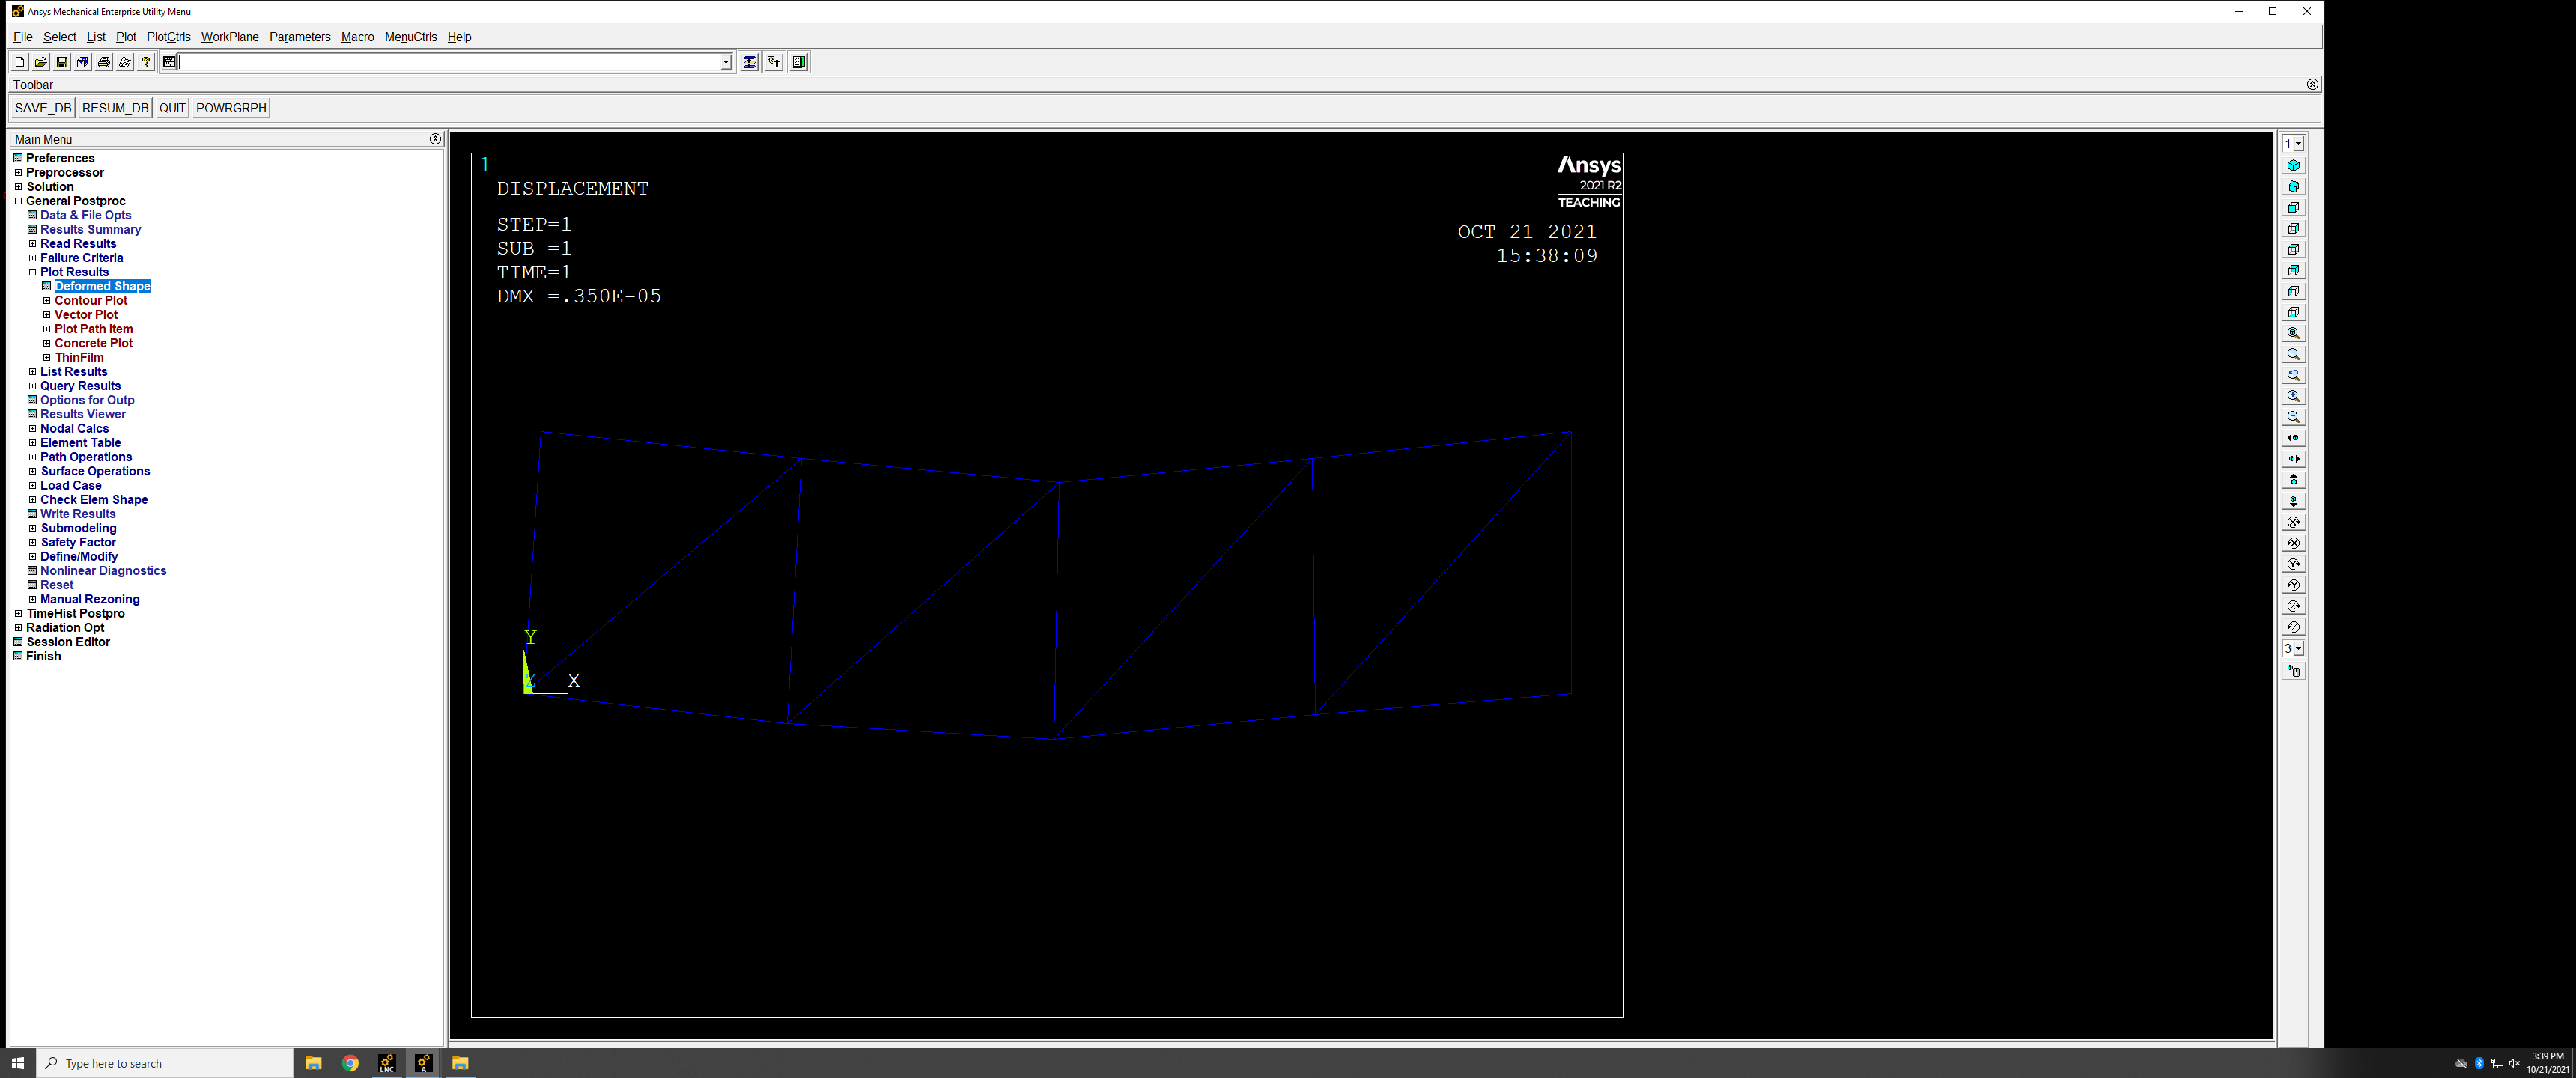 Ansys Mechanical Enterprise Utility Menu
File Select List Plot PlotCtrls WorkPlane Parameters Macro MenuCtrls Help
Toolbar
SAVE_DB RESUM_DB QUIT POWRGRPH
Main Menu
Preferences
Preprocessor
Solution
General Postproc
Data & File Opts
Results Summary
Read Results
Failure Criteria
Plot Results
Deformed Shape
Contour Plot
Vector Plot
Plot Path Item
Concrete Plot
ThinFilm
List Results
Query Results
Options for Outp
Results Viewer
Nodal Calcs
Element Table
Path Operations
Surface Operations
Load Case
Check Elem Shape
Write Results
Submodeling
Safety Factor
Define/Modify
Nonlinear Diagnostics
Reset
Manual Rezoning
TimeHist Postpro
Radiation Opt
Session Editor
Finish
1
DISPLACEMENT
STEP=1
SUB =1
TIME=1
DMX =.350E-05
Ansys
2021 R2
TEACHING
OCT 21 2021
15:38:09
Y
Z X
1
3
Type here to search
LNC
A
3:39 PM
10/21/2021